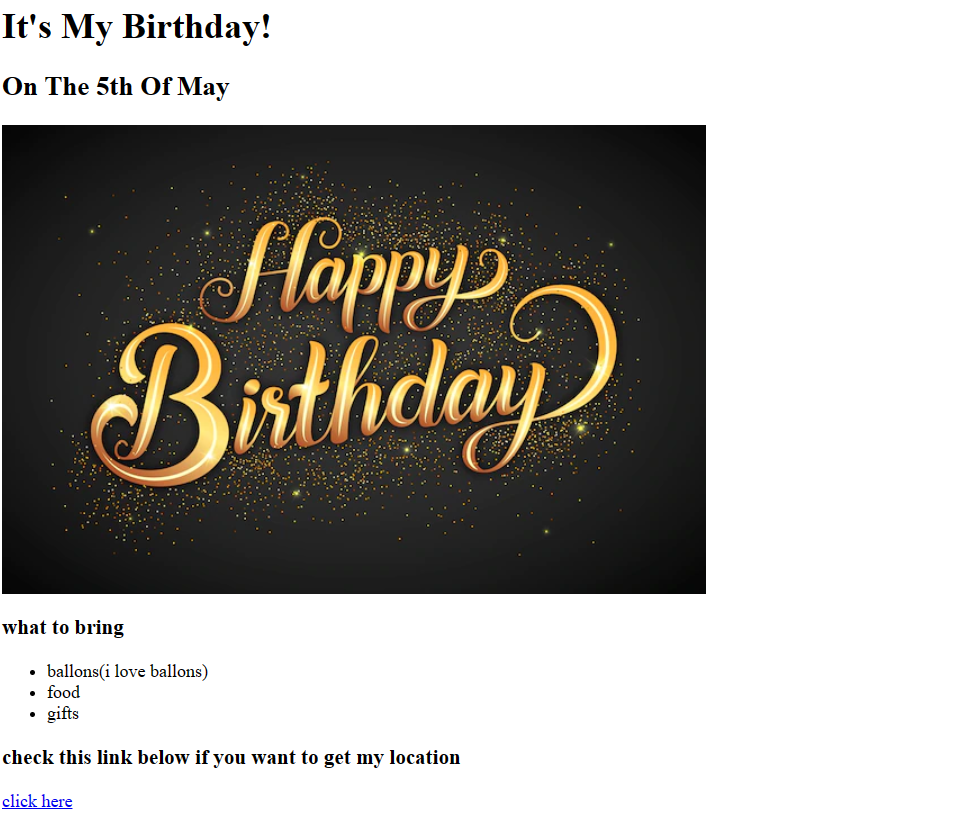 It's My Birthday!
On The 5th Of May
Happy
Birthday
what to bring
ballons(i love ballons)
food
gifts
check this link below if you want to get my location
click here